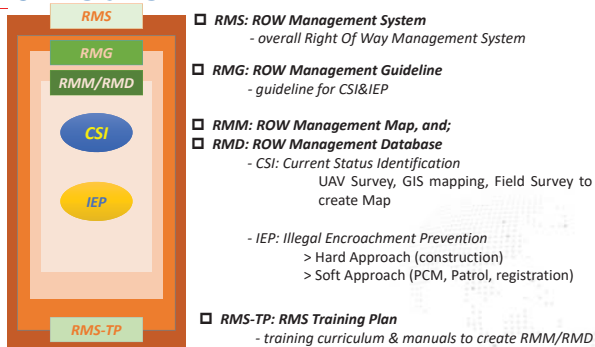 RMS
RMG
RMM/RMD
CSI
IEP
RMS-TP
RMS: ROW Management System
- overall Right Of Way Management System
RMG: ROW Management Guideline
- guideline for CSI&IEP
RMM: ROW Management Map, and;
RMD: ROW Management Database
- CSI: Current Status Identification
UAV Survey, GIS mapping, Field Survey to
create Map
- IEP: Illegal Encroachment Prevention
> Hard Approach (construction)
> Soft Approach (PCM, Patrol, registration)
RMS-TP: RMS Training Plan
- training curriculum & manuals to create RMM/RMD